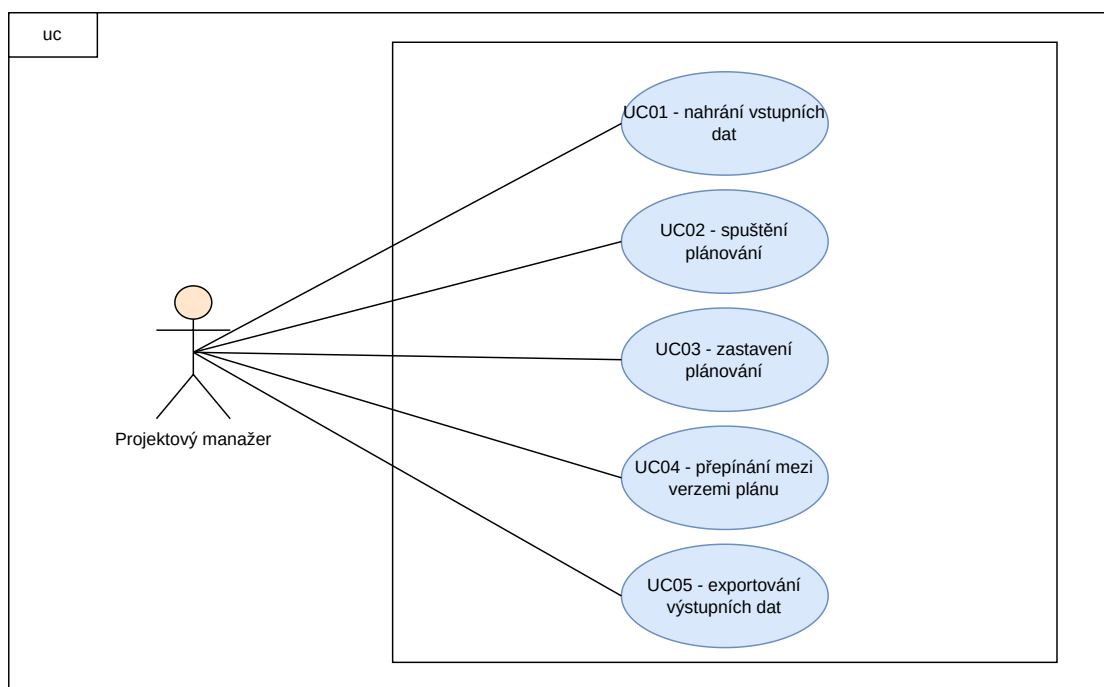 uc
UC01 - nahrání vstupních
dat
UC02 - spuštění
plánování
UC03 - zastavení
plánování
Projektový manažer
UC04 - přepínání mezi
verzemi plánu
UC05 - exportování
výstupních dat